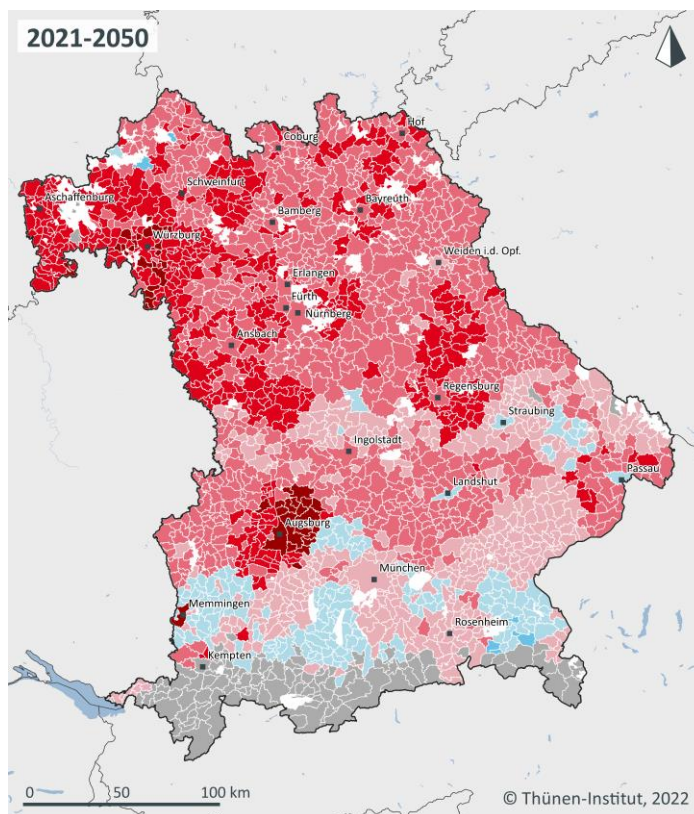 2021-2050
Hof
Coburg
Schweinfurt
Aschaffenburg
Bayreuth
Bamberg
Würzburg
Weiden i.d. Opf.
Erlangen
Fürth
Nürnberg
Ansbach
Regensburg
Straubing
Ingolstadt
Passau
Landshut
Augsburg
München
Memmingen
Rosenheim
Kempten
0 50 100 km
© Thünen-Institut, 2022